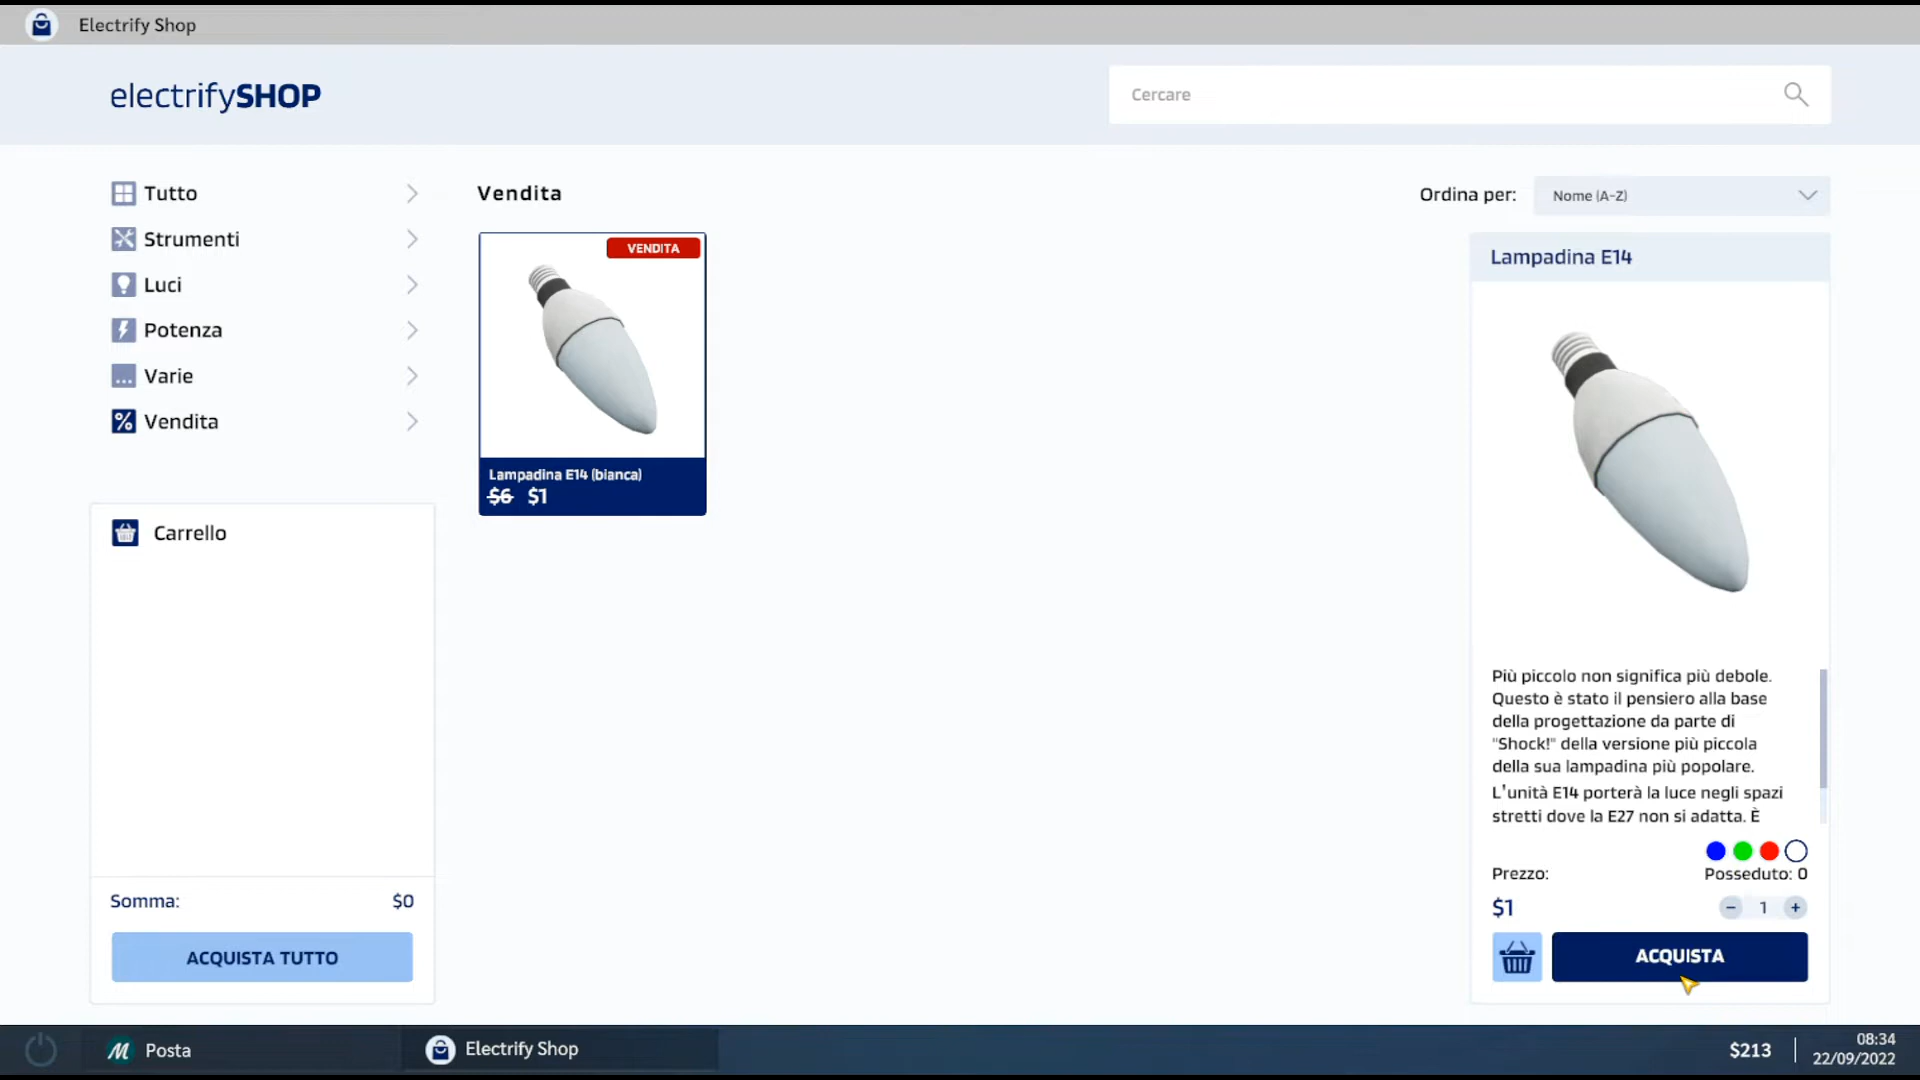 Electrify Shop
electrifySHOP
Cercare
Tutto
Strumenti
Luci
Potenza
Varie
Vendita
Vendita
Ordina per:
Nome (A-Z)
VENDITA
Lampadina E14 (bianca)
$6 $1
Carrello
Somma: $0
ACQUISTA TUTTO
Lampadina E14
Più piccolo non significa più debole.
Questo è stato il pensiero alla base
della progettazione da parte di
"Shock!" della versione più piccola
della sua lampadina più popolare.
L'unità E14 porterà la luce negli spazi
stretti dove la E27 non si adatta. È
Prezzo: Posseduto: 0
$1 − 1 +
ACQUISTA
Posta
Electrify Shop
$213
08:34
22/09/2022